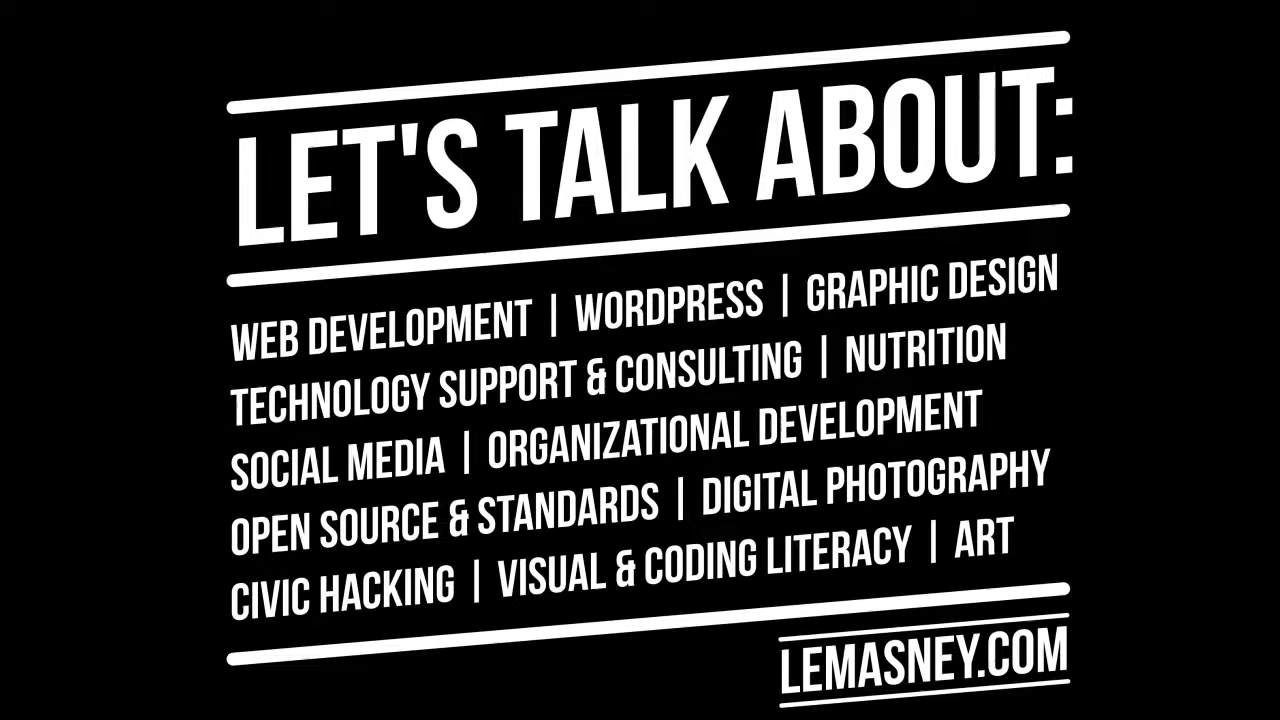 LET'S TALK ABOUT:
WEB DEVELOPMENT | WORDPRESS | GRAPHIC DESIGN
TECHNOLOGY SUPPORT & CONSULTING | NUTRITION
SOCIAL MEDIA | ORGANIZATIONAL DEVELOPMENT
OPEN SOURCE & STANDARDS | DIGITAL PHOTOGRAPHY
CIVIC HACKING | VISUAL & CODING LITERACY | ART
LEMASNEY.COM